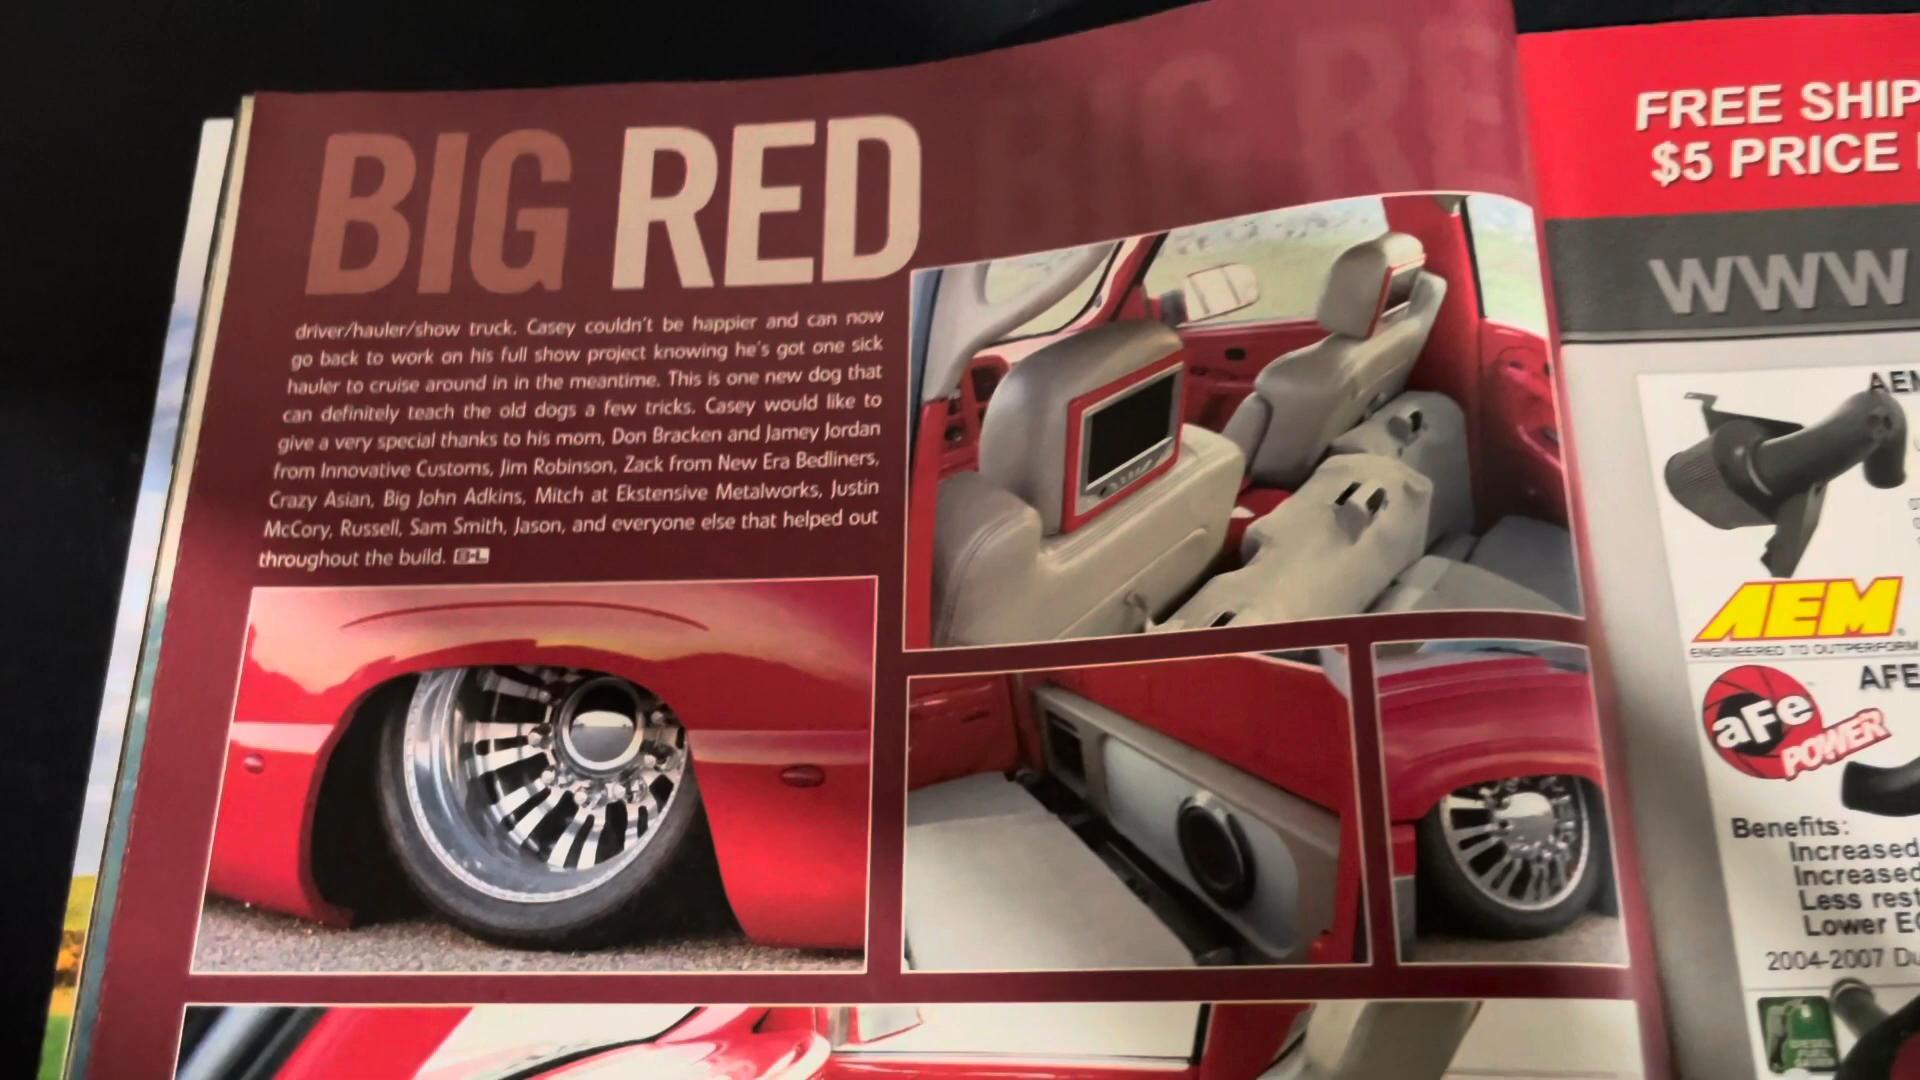 BIG RED
BIG RE
driver/hauler/show truck. Casey couldn't be happier and can now
go back to work on his full show project knowing he's got one sick
hauler to cruise around in in the meantime. This is one new dog that
can definitely teach the old dogs a few tricks. Casey would like to
give a very special thanks to his mom, Don Bracken and Jamey Jordan
from Innovative Customs, Jim Robinson, Zack from New Era Bedliners,
Crazy Asian, Big John Adkins, Mitch at Ekstensive Metalworks, Justin
McCory, Russell, Sam Smith, Jason, and everyone else that helped out
throughout the build.
FREE SHIP
$5 PRICE
WWW
AEM
AEM
ENGINEERED TO OUTPERFORM
AFE
aFe
POWER
Benefits:
Increased
Increased
Less rest
Lower EG
2004-2007 Du
DIESEL
FUEL